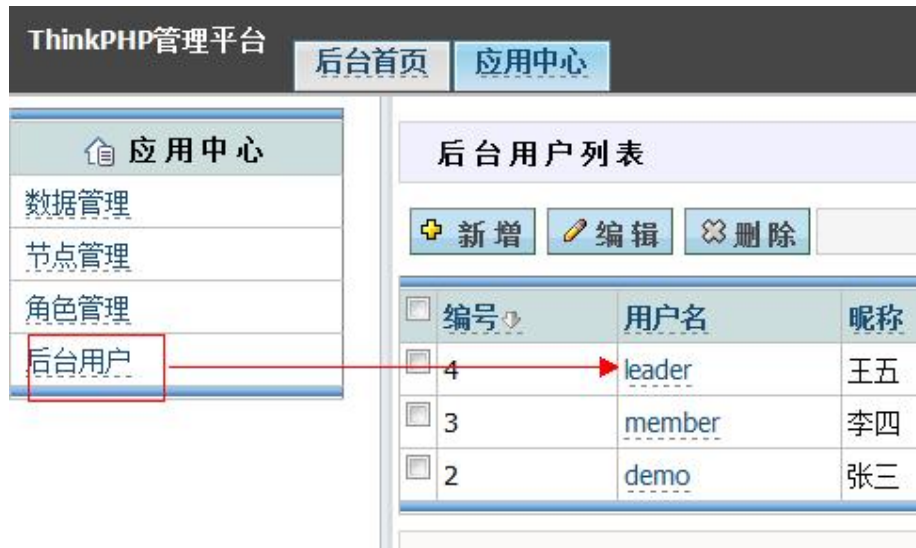 ThinkPHP管理平台
后台首页 应用中心
应用中心
数据管理
节点管理
角色管理
后台用户
后台用户列表
新增 编辑 删除
编号 用户名 昵称
4 leader 王五
3 member 李四
2 demo 张三